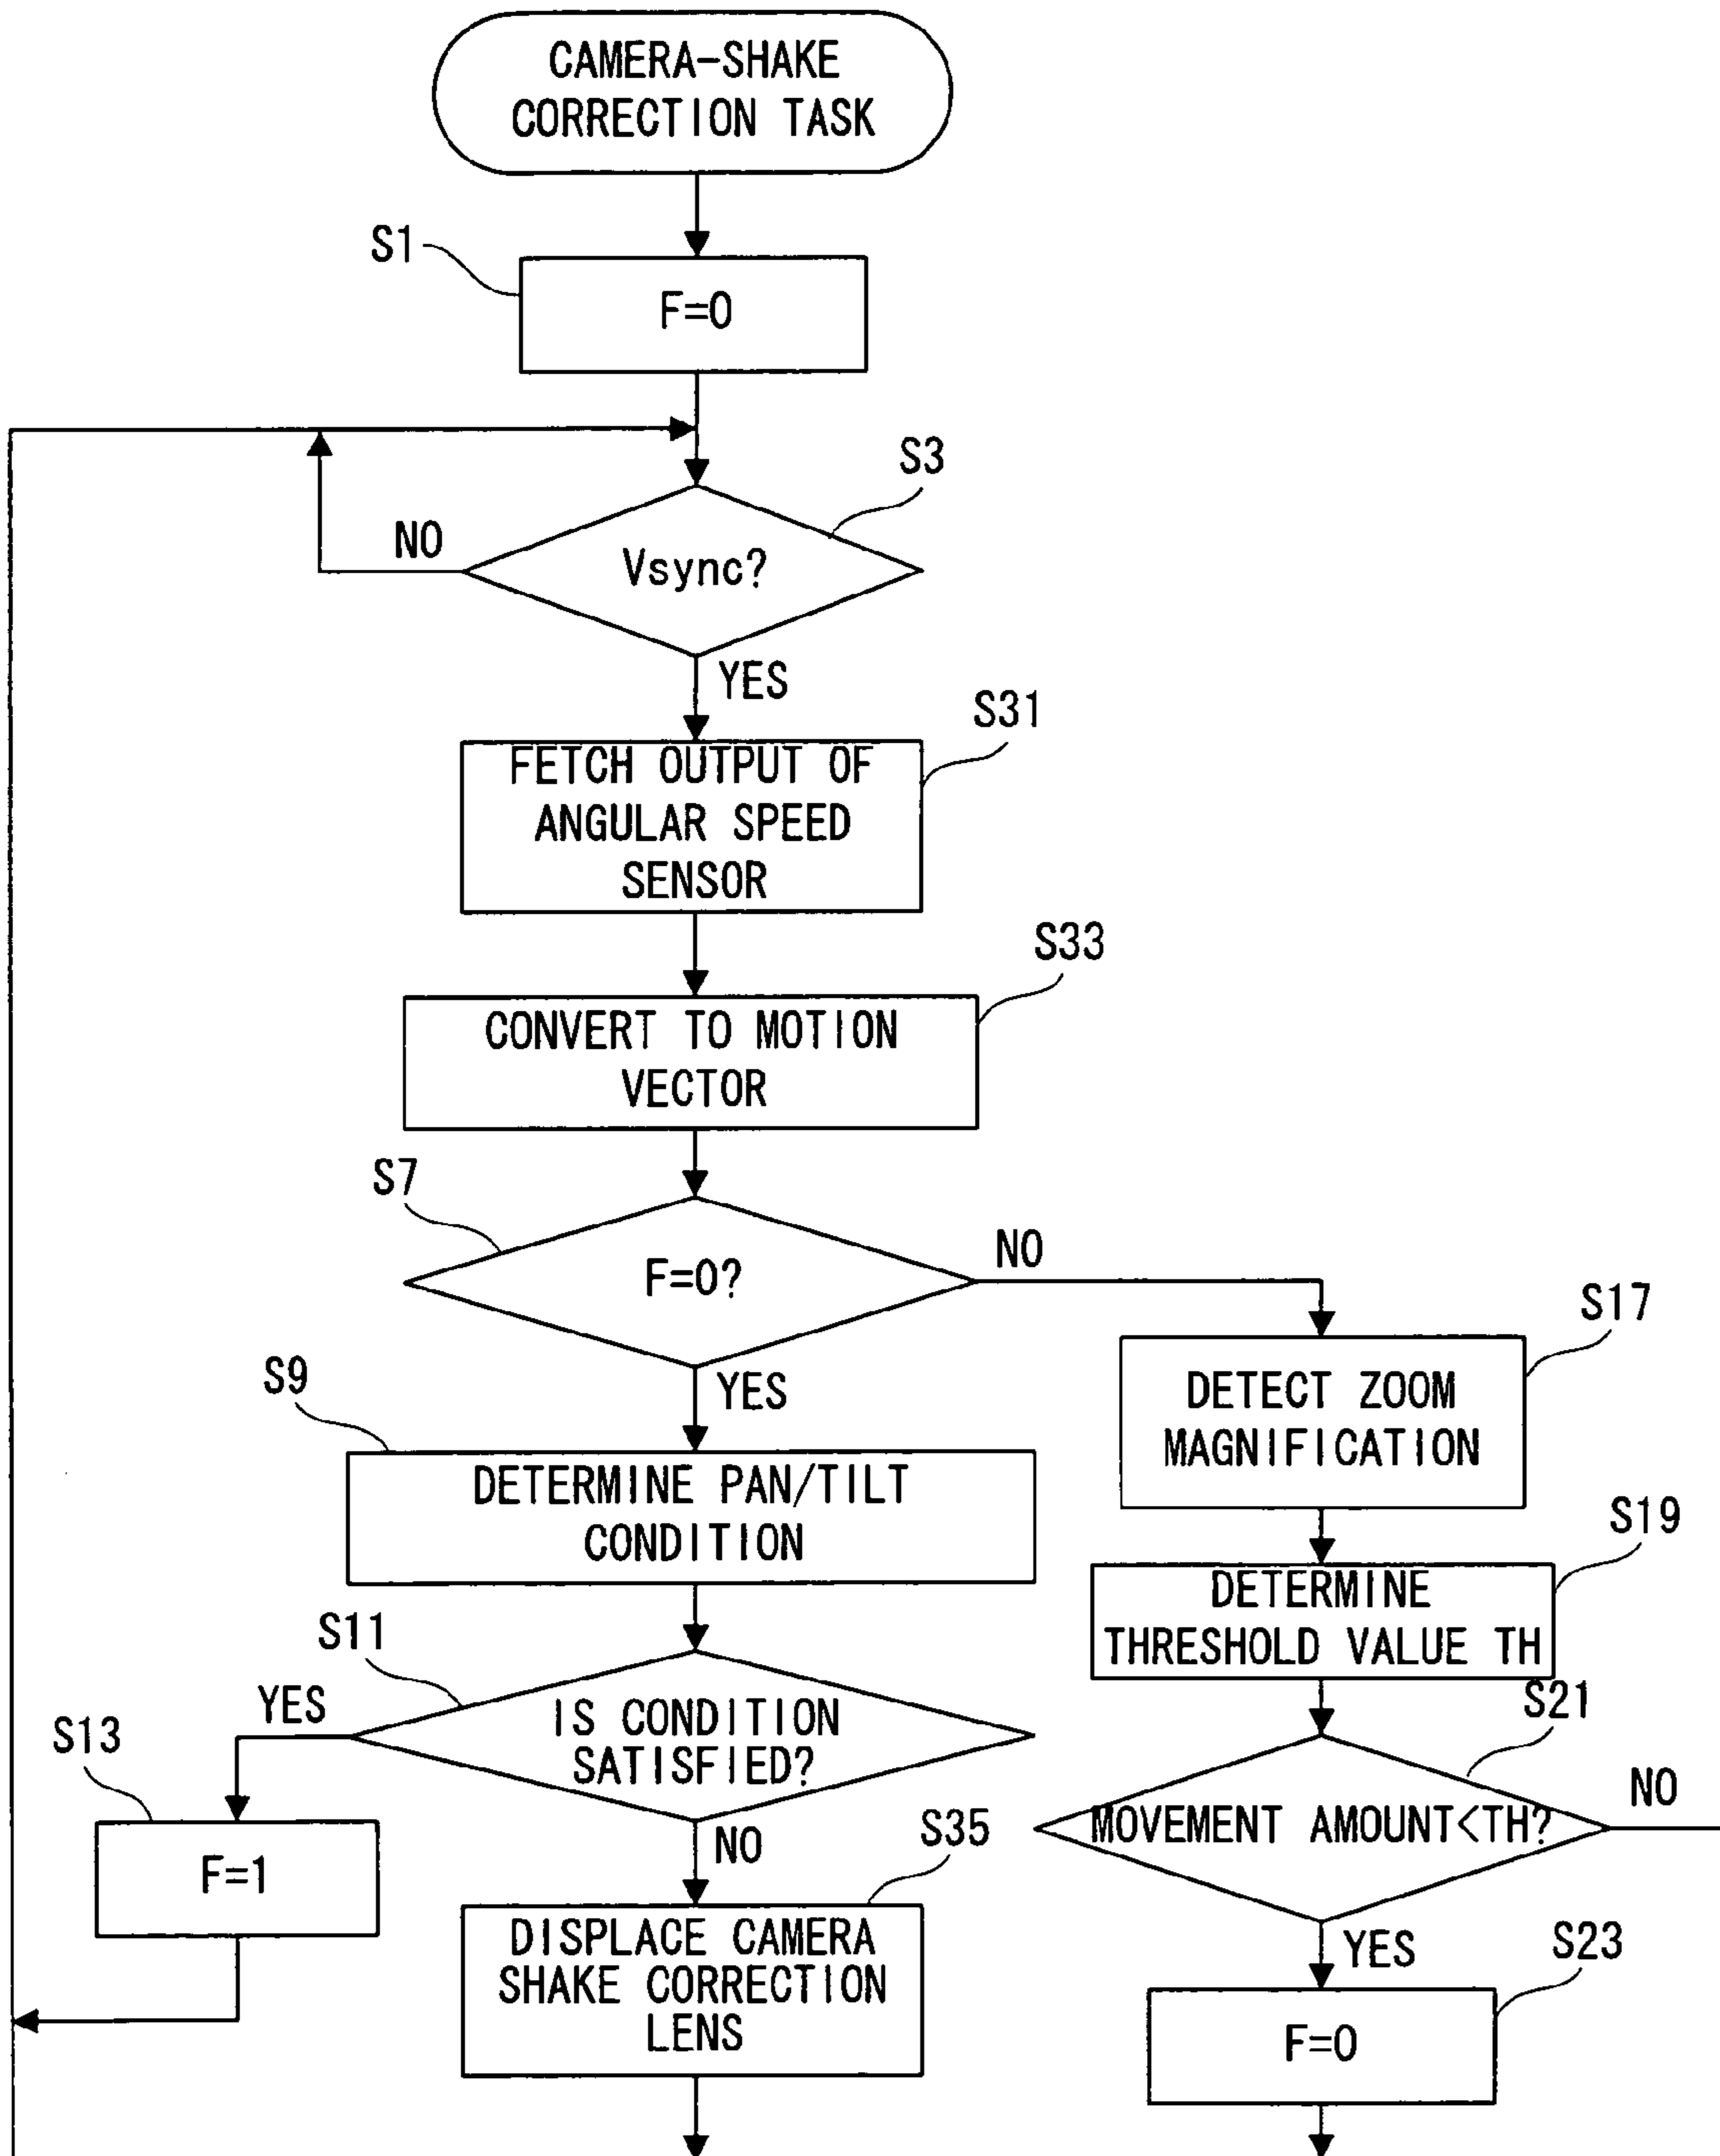 CAMERA-SHAKE
CORRECTION TASK
S1
F=0
S3
NO
Vsync?
YES
S31
FETCH OUTPUT OF
ANGULAR SPEED
SENSOR
S33
CONVERT TO MOTION
VECTOR
S7
F=0?
NO
YES
S17
DETECT ZOOM
MAGNIFICATION
S9
DETERMINE PAN/TILT
CONDITION
S19
DETERMINE
THRESHOLD VALUE TH
S11
YES
IS CONDITION
SATISFIED?
NO
S13
F=1
S21
MOVEMENT AMOUNT<TH?
NO
YES
S35
DISPLACE CAMERA
SHAKE CORRECTION
LENS
S23
F=0